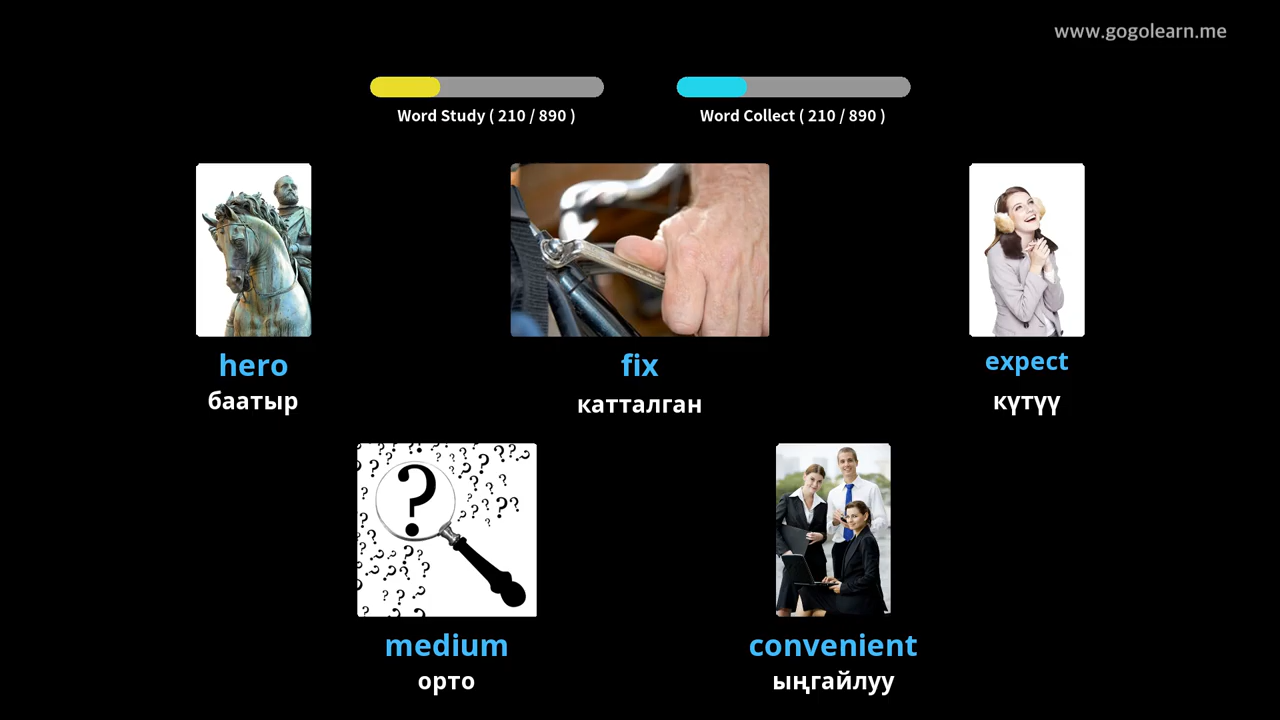 www.gogolearn.me
Word Study ( 210 / 890 )
Word Collect ( 210 / 890 )
hero
баатыр
fix
катталган
expect
күтүү
medium
орто
convenient
ыңгайлуу